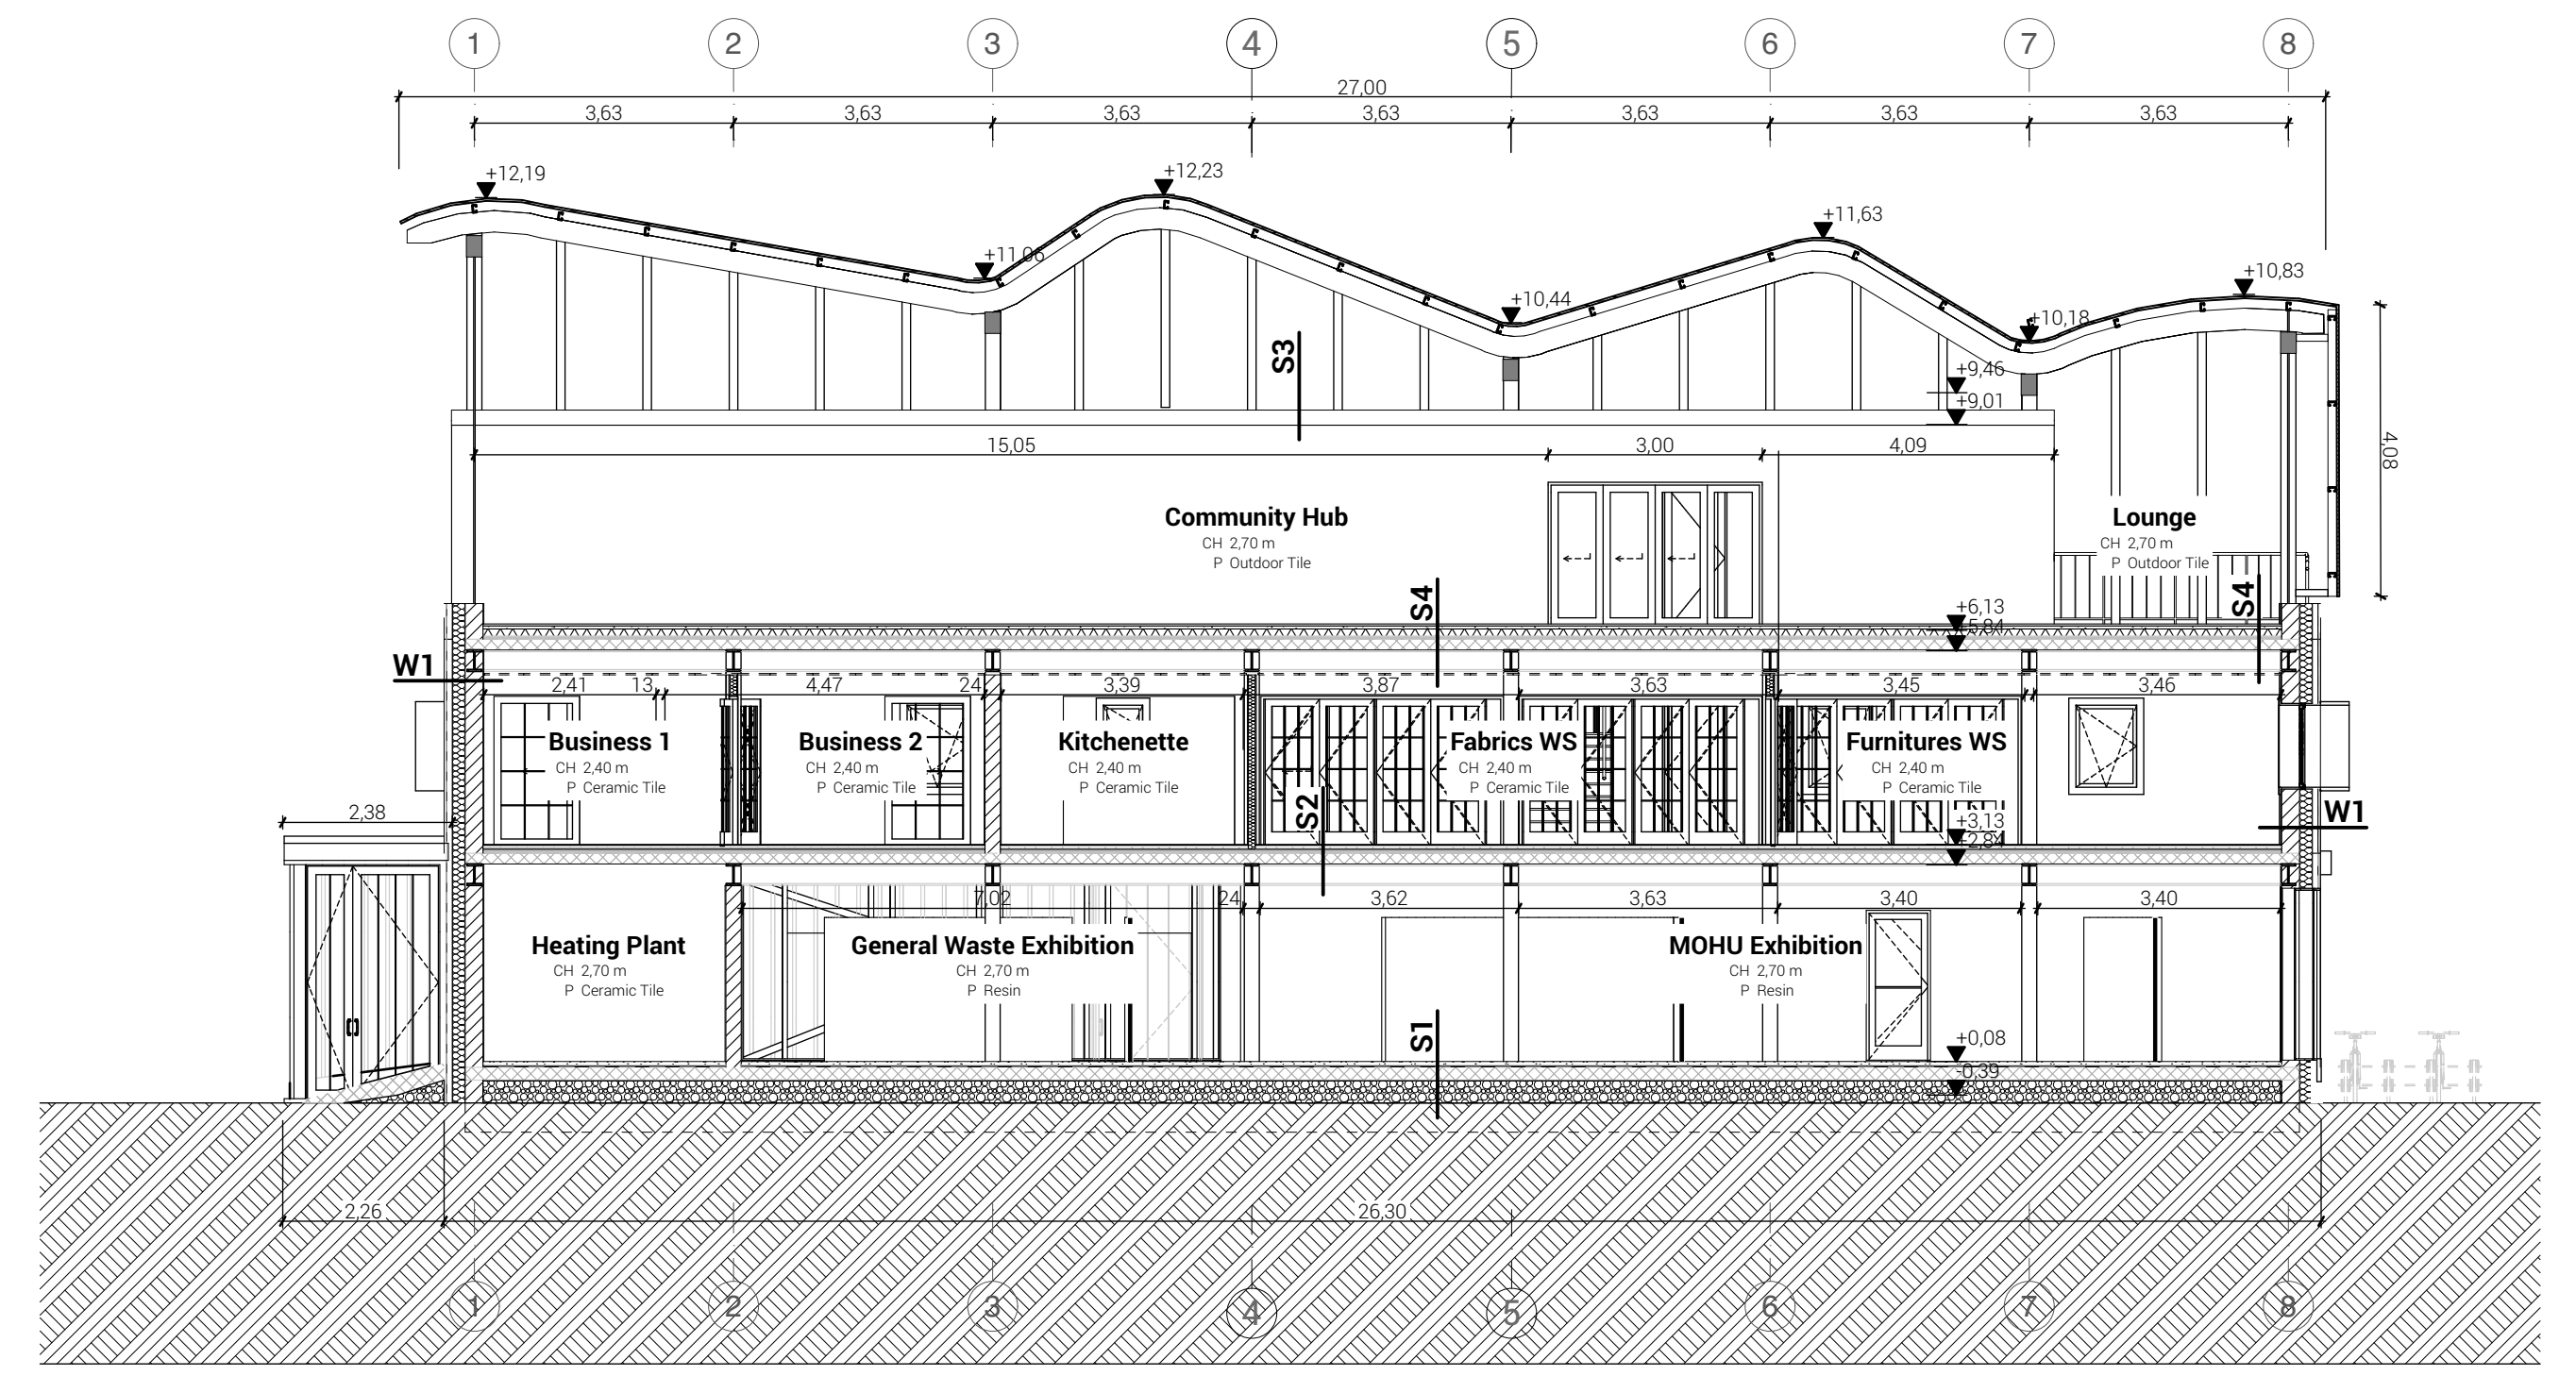 1 2 3 4 5 6 7 8
27,00
3,63 3,63 3,63 3,63 3,63 3,63 3,63
+12,19
+12,23
+11,63
+11,06
+10,83
+10,44
+10,18
S3
+9,46
+9,01
15,05 3,00 4,09
4,08
Community Hub
CH 2,70 m
P Outdoor Tile
Lounge
CH 2,70 m
P Outdoor Tile
S4
S4
+6,13
+5,84
W1
2,41 13 4,47 24 3,39 3,87 3,63 3,45 3,46
Business 1
CH 2,40 m
P Ceramic Tile
Business 2
CH 2,40 m
P Ceramic Tile
Kitchenette
CH 2,40 m
P Ceramic Tile
Fabrics WS
CH 2,40 m
P Ceramic Tile
Furnitures WS
CH 2,40 m
P Ceramic Tile
S2
W1
2,38
+3,13
+2,84
7,02 24 3,62 3,63 3,40 3,40
Heating Plant
CH 2,70 m
P Ceramic Tile
General Waste Exhibition
CH 2,70 m
P Resin
MOHU Exhibition
CH 2,70 m
P Resin
S1
+0,08
-0,39
2,26 26,30
1 2 3 4 5 6 7 8